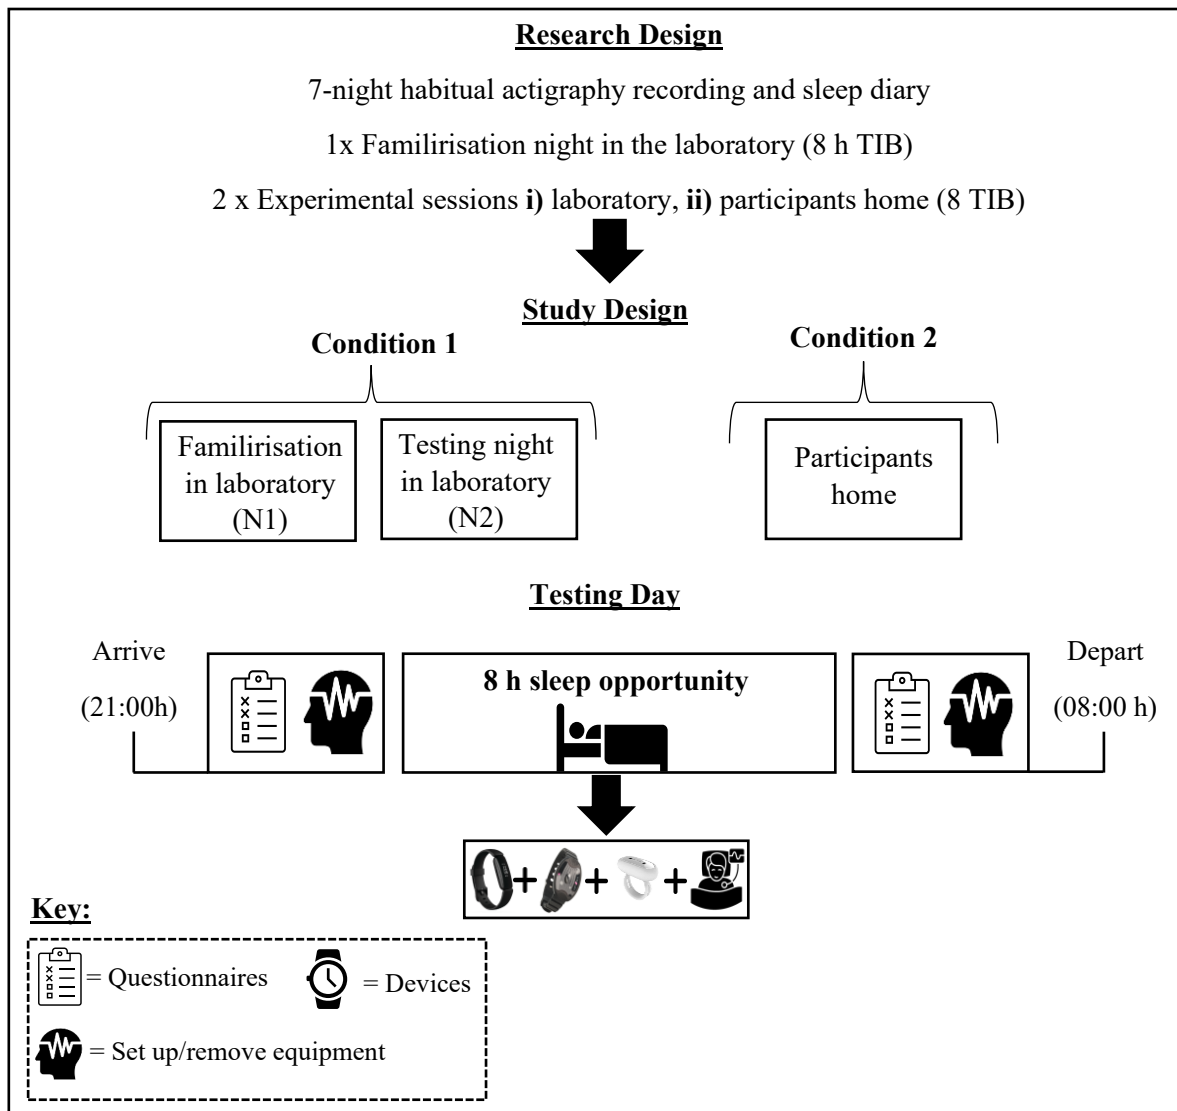 Research Design
7-night habitual actigraphy recording and sleep diary
1x Familirisation night in the laboratory (8 h TIB)
2 x Experimental sessions i) laboratory, ii) participants home (8 TIB)
Study Design
Condition 1
Condition 2
Familirisation
in laboratory
(N1)
Testing night
in laboratory
(N2)
Participants
home
Testing Day
Arrive
(21:00h)
8 h sleep opportunity
Depart
(08:00 h)
+ + +
Key:
= Questionnaires
= Devices
= Set up/remove equipment